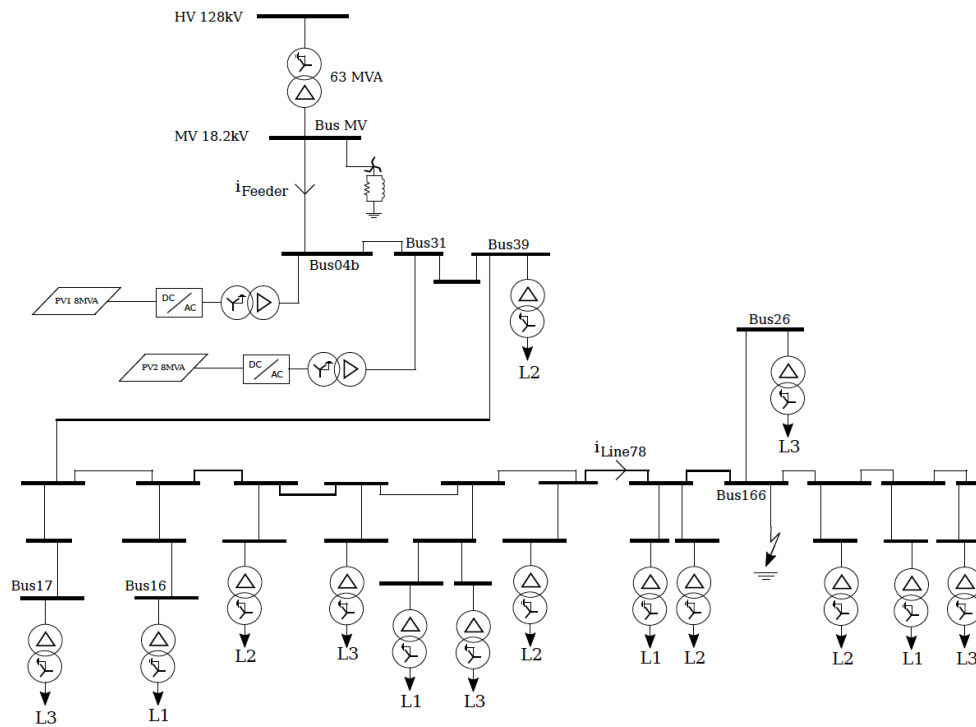 HV 128kV
63 MVA
Bus MV
MV 18.2kV
iFeeder
Bus31
Bus39
Bus04b
PV1 8MVA
DC
AC
PV2 8MVA
DC
AC
L2
Bus26
L3
iLine78
Bus166
Bus17
Bus16
L2
L3
L2
L1
L2
L2
L1
L3
L1
L3
L3
L1